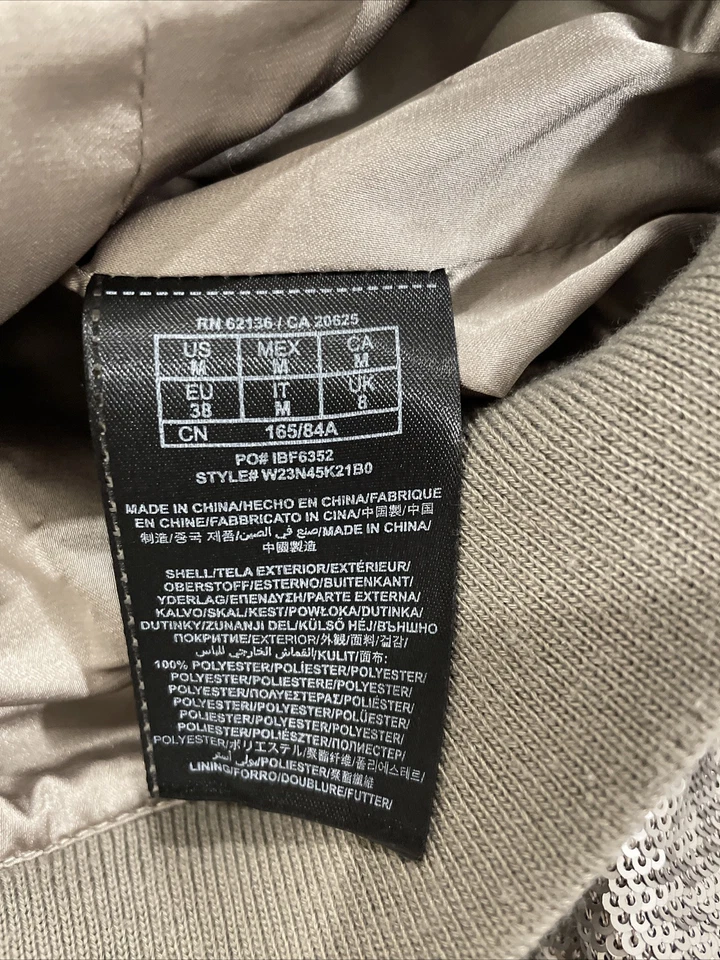 RN 62136 / CA 20625
US M MEX M CA M
EU 38 IT M UK 8
CN 165/84A
PO# IBF6352
STYLE# W23N45K21B0
MADE IN CHINA/HECHO EN CHINA/FABRIQUE
EN CHINE/FABBRICATO IN CINA/中国製/中国
制造/중국 제품/صنع في الصين/MADE IN CHINA/
中國製造
SHELL/TELA EXTERIOR/EXTÉRIEUR/
OBERSTOFF/ESTERNO/BUITENKANT/
YDERLAG/ΕΠΕΝΔΥΣΗ/PARTE EXTERNA/
KALVO/SKAL/KEST/POWŁOKA/DUTINKA/
DUTINKY/ZUNANJI DEL/KÜLSŐ HÉJ/ВЪНШНО
ПОКРИТИЕ/EXTERIOR/外観/面料/겉감/
القماش الخارجي للباس/KULIT/面布:
100% POLYESTER/POLIÉSTER/POLYESTER/
POLYESTER/POLIESTERE/POLYESTER/
POLYESTER/ΠΟΛΥΕΣΤΕΡΑΣ/POLIÉSTER/
POLYESTERI/POLYESTER/POLÜESTER/
POLIESTER/POLYESTER/POLYESTER/
POLIESTER/POLIÉSZTER/ПОЛИЕСТЕР/
POLYESTER/ポリエステル/聚酯纤维/폴리에스테르/
بولي أستر/POLIESTER/聚酯纖維
LINING/FORRO/DOUBLURE/FUTTER/